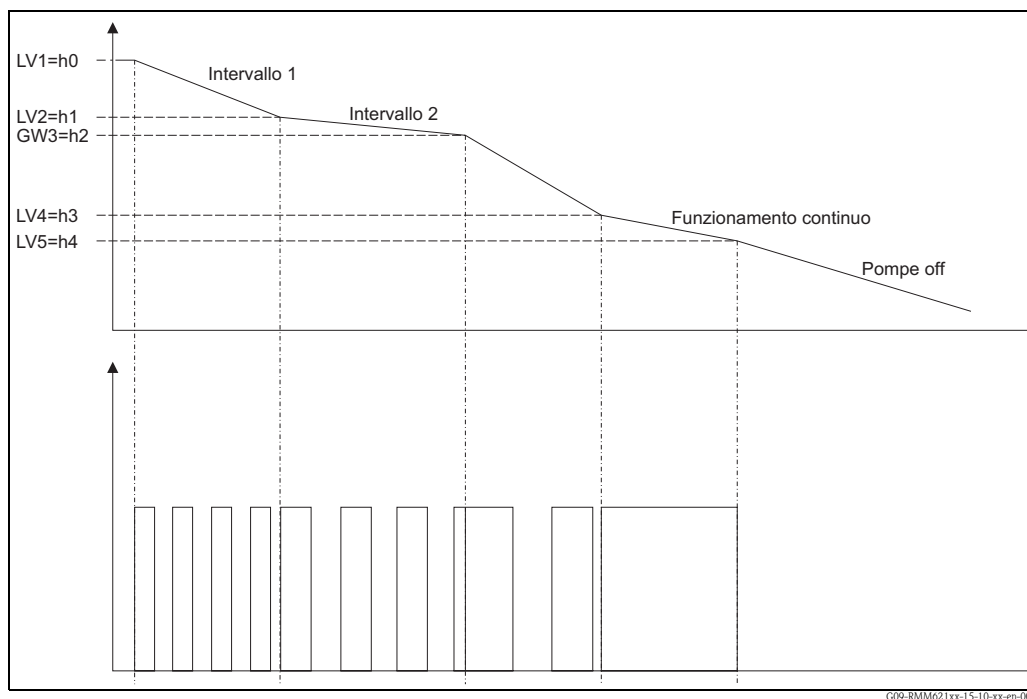 LV1=h0
Intervallo 1
LV2=h1
Intervallo 2
GW3=h2
LV4=h3
Funzionamento continuo
LV5=h4
Pompe off